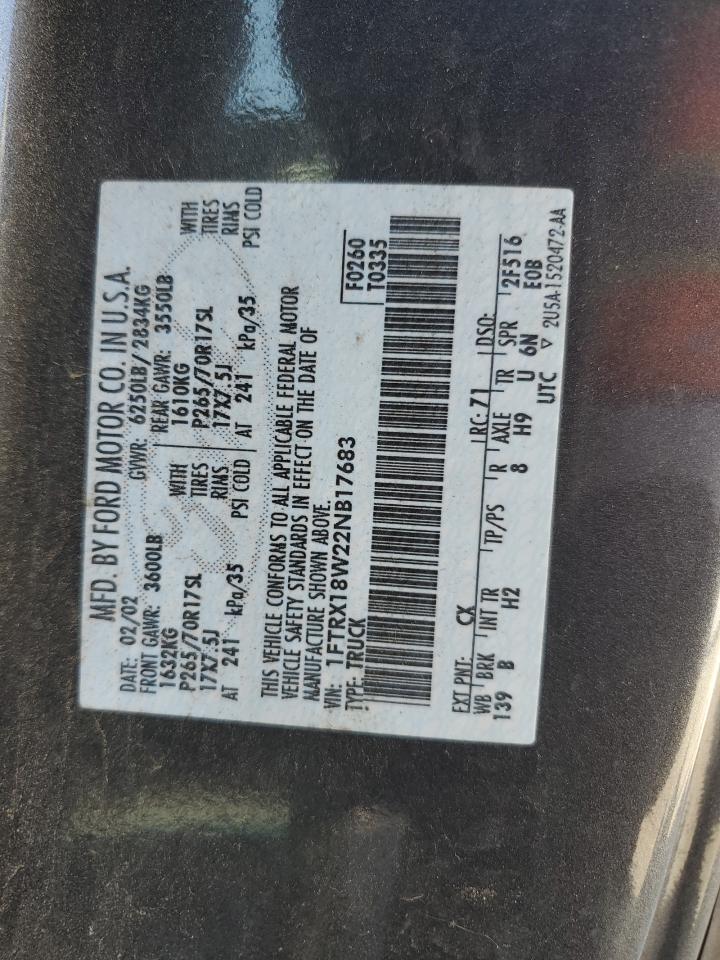 MFD. BY FORD MOTOR CO. IN U.S.A.
DATE: 02/02 GVWR: 6250LB / 2834KG
FRONT GAWR: 3600LB REAR GAWR: 3550LB
1632KG WITH 1610KG WITH
P265/70R17SL TIRES P265/70R17SL TIRES
17X7.5J RIMS 17X7.5J RIMS
AT 241 kPa/35 PSI COLD AT 241 kPa/35 PSI COLD
THIS VEHICLE CONFORMS TO ALL APPLICABLE FEDERAL MOTOR
VEHICLE SAFETY STANDARDS IN EFFECT ON THE DATE OF
MANUFACTURE SHOWN ABOVE.
VIN: 1FTRX18W22NB17683 F0260
TYPE: TRUCK T0335
EXT PNT: CX RC: 71 DSO:
WB BRK INT TR TP/PS R AXLE TR SPR 2F516
139 B H2 8 H9 U 6N E0B
UTC ▽ 2U5A-1520472-AA